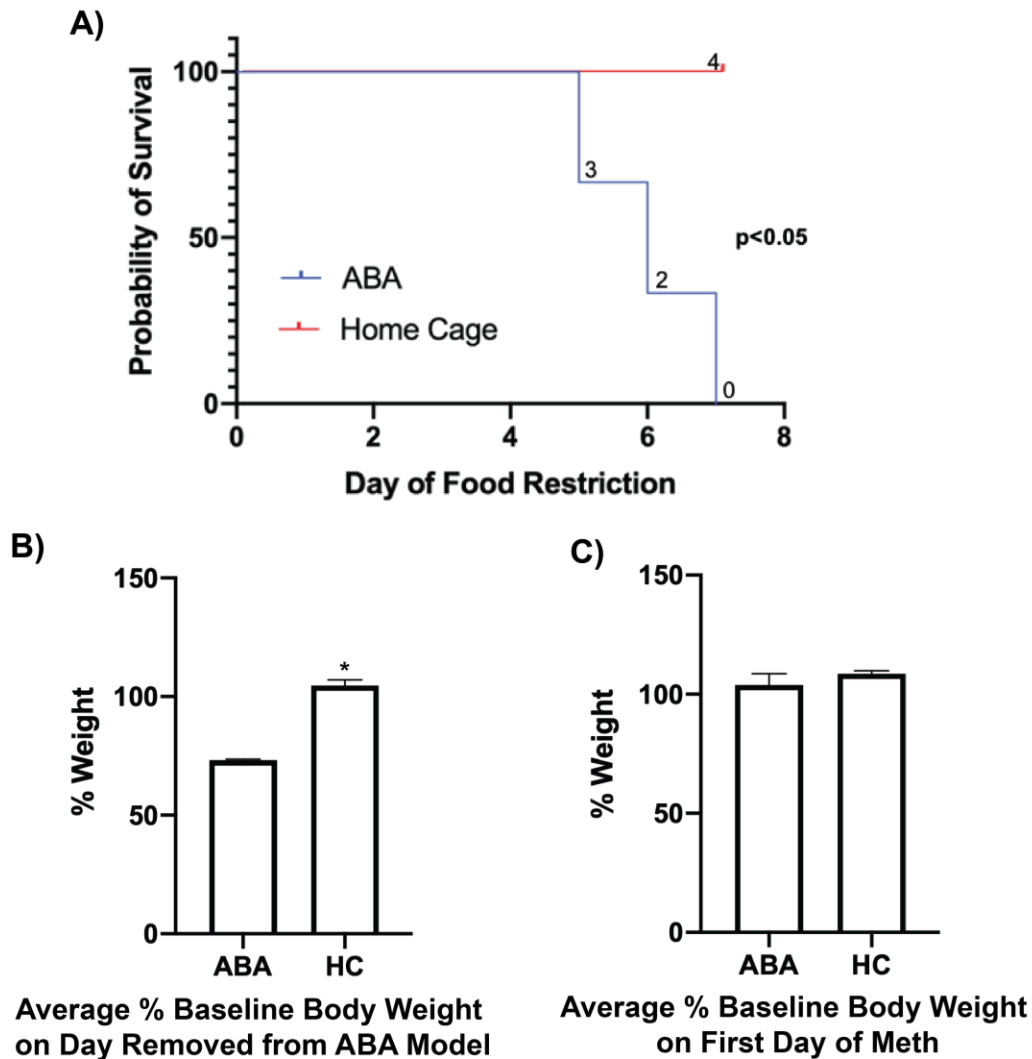 A)
Probability of Survival
100
50
0
4
3
2
0
p<0.05
ABA
Home Cage
0 2 4 6 8
Day of Food Restriction
B)
% Weight
150
100
50
0
*
ABA HC
Average % Baseline Body Weight
on Day Removed from ABA Model
C)
% Weight
150
100
50
0
ABA HC
Average % Baseline Body Weight
on First Day of Meth